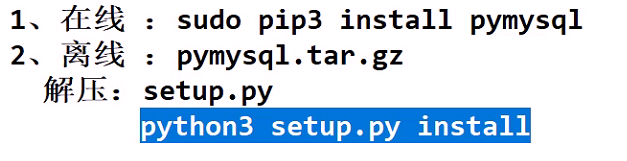 1、在线 ：sudo pip3 install pymysql
2、离线 ：pymysql.tar.gz
解压：setup.py
python3 setup.py install